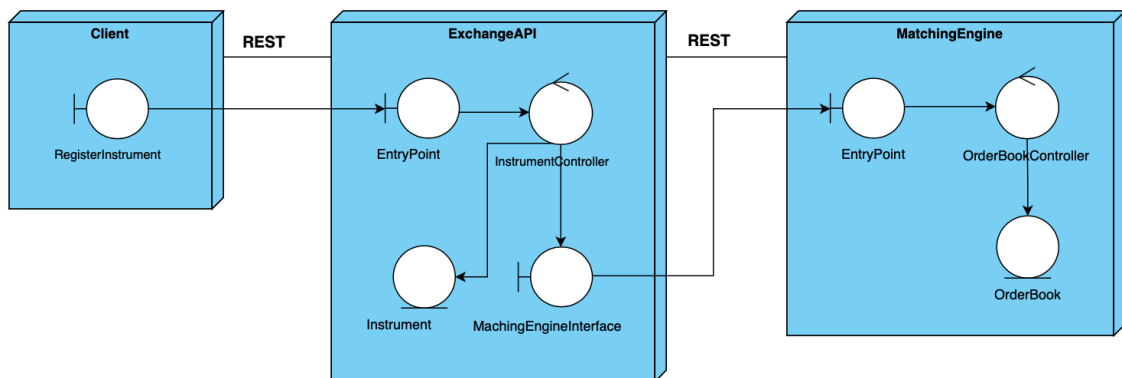 Client
REST
ExchangeAPI
REST
MatchingEngine
RegisterInstrument
EntryPoint
InstrumentController
EntryPoint
OrderBookController
Instrument
MachingEngineInterface
OrderBook